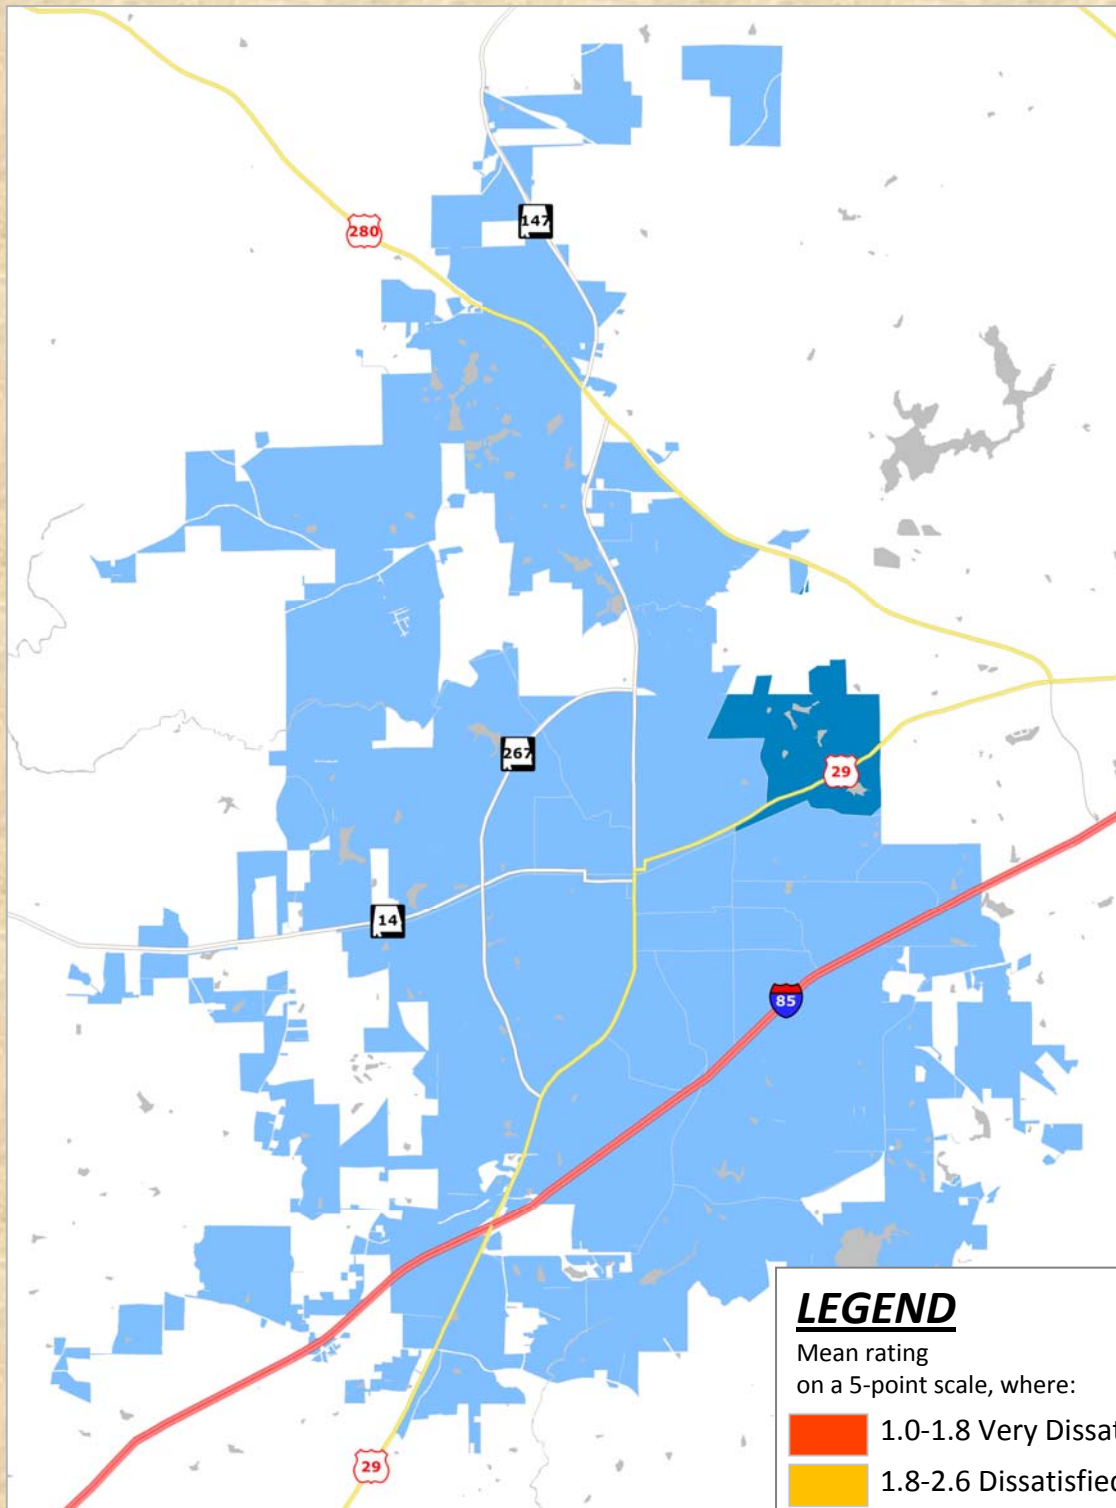 147
280
267
29
14
85
29
LEGEND
Mean rating
on a 5-point scale, where:
1.0-1.8 Very Dissat
1.8-2.6 Dissatisfied